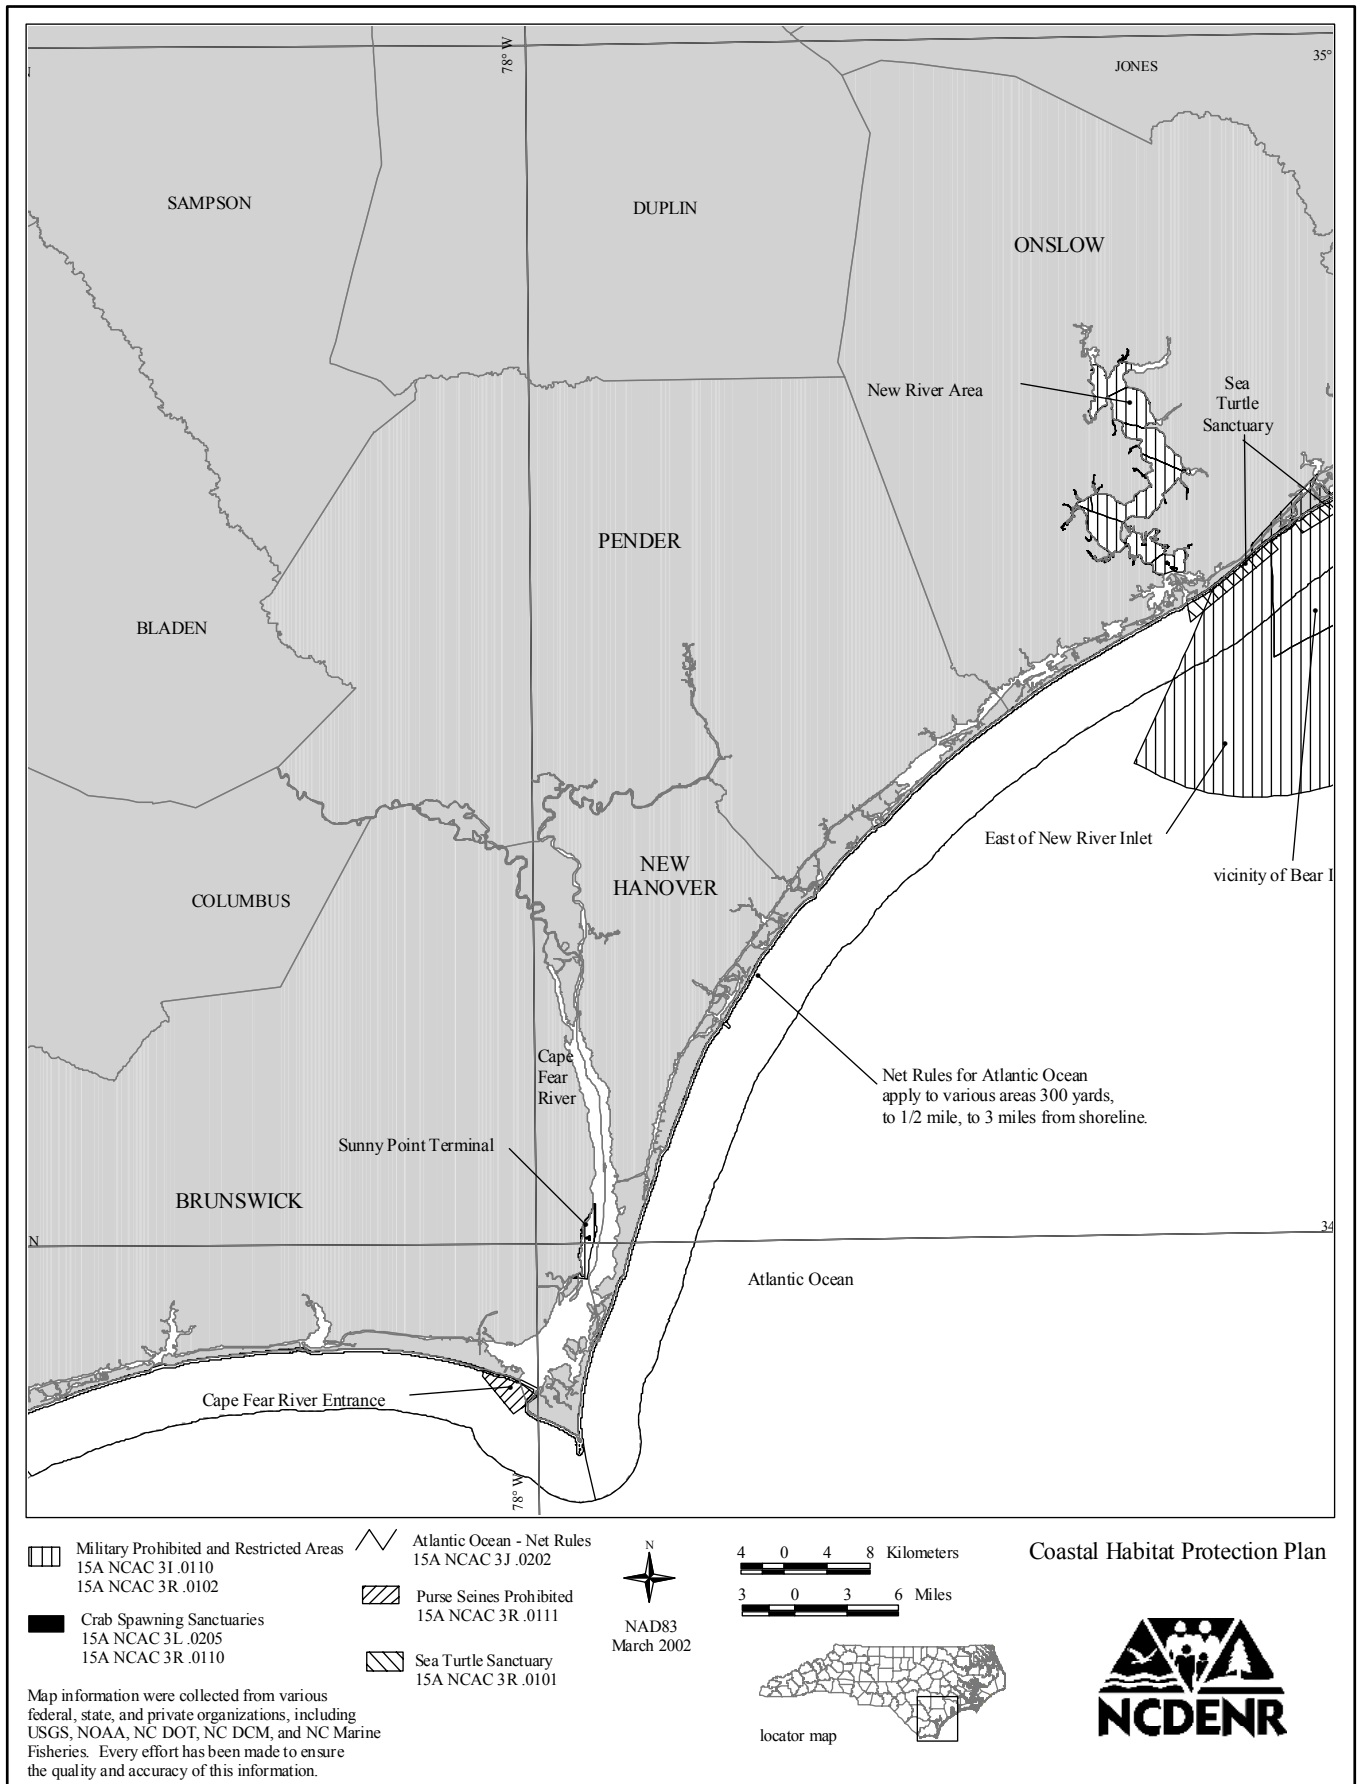 78° W
35°
JONES
SAMPSON
DUPLIN
ONSLOW
New River Area
Sea
Turtle
Sanctuary
PENDER
BLADEN
East of New River Inlet
NEW
HANOVER
vicinity of Bear I
COLUMBUS
Cape
Fear
River
Net Rules for Atlantic Ocean
apply to various areas 300 yards,
to 1/2 mile, to 3 miles from shoreline.
Sunny Point Terminal
BRUNSWICK
N
34
Atlantic Ocean
Cape Fear River Entrance
78° W
Military Prohibited and Restricted Areas
15A NCAC 3I .0110
15A NCAC 3R .0102
Crab Spawning Sanctuaries
15A NCAC 3L .0205
15A NCAC 3R .0110
Atlantic Ocean - Net Rules
15A NCAC 3J .0202
Purse Seines Prohibited
15A NCAC 3R .0111
Sea Turtle Sanctuary
15A NCAC 3R .0101
N
NAD83
March 2002
4 0 4 8 Kilometers
3 0 3 6 Miles
locator map
Coastal Habitat Protection Plan
NCDENR
Map information were collected from various
federal, state, and private organizations, including
USGS, NOAA, NC DOT, NC DCM, and NC Marine
Fisheries. Every effort has been made to ensure
the quality and accuracy of this information.